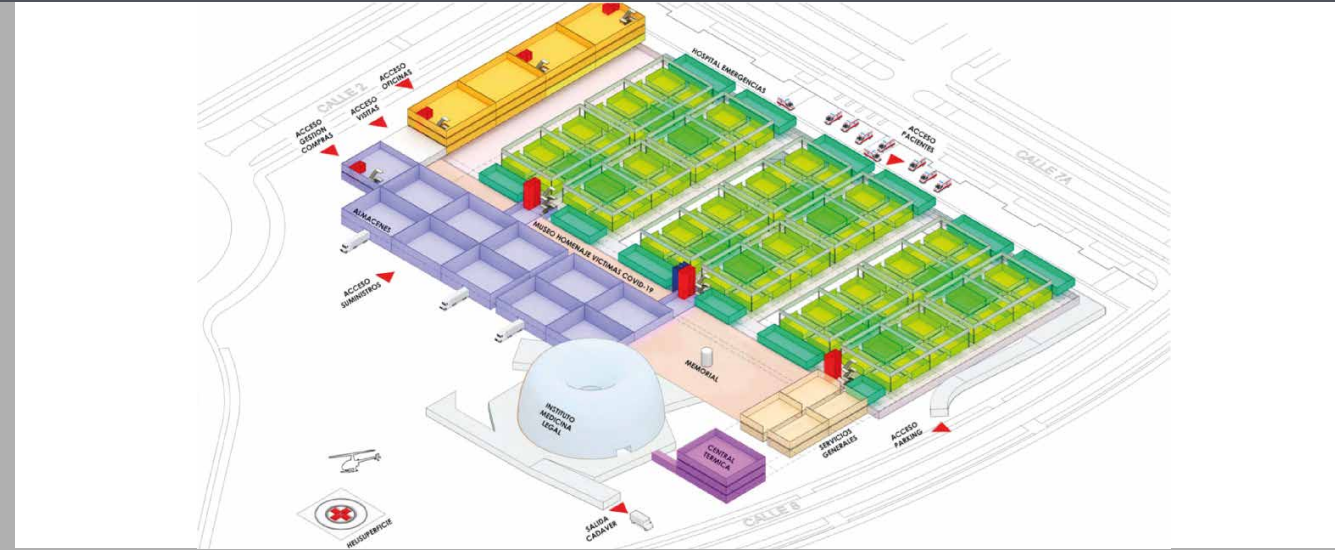 HOSPITAL EMERGENCIAS
ACCESO
OFICINAS
CALLE 2
ACCESO
VISITAS
ACCESO
GESTION
COMPRAS
ACCESO
PACIENTES
CALLE 7A
ALMACENES
MUSEO HOMENAJE VICTIMAS COVID-19
ACCESO
SUMINISTROS
MEMORIAL
INSTITUTO
MEDICINA
LEGAL
SERVICIOS
GENERALES
ACCESO
PARKING
CENTRAL
TERMICA
CALLE 8
SALIDA
CADAVER
HELISUPERFICIE